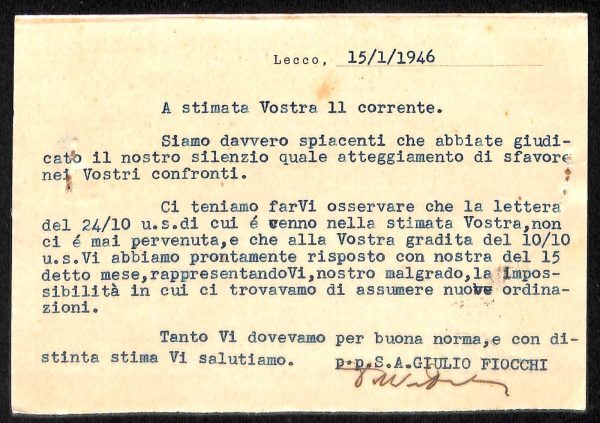 Lecco, 15/1/1946
A stimata Vostra 11 corrente.
Siamo davvero spiacenti che abbiate giudi-
cato il nostro silenzio quale atteggiamento di sfavore
nei Vostri confronti.
Ci teniamo farVi osservare che la lettera
del 24/10 u.s.di cui é cenno nella stimata Vostra,non
ci é mai pervenuta,e che alla Vostra gradita del 10/10
u.s.Vi abbiamo prontamente risposto con nostra del 15
detto mese,rappresentandoVi,nostro malgrado,la impos-
sibilità in cui ci trovavamo di assumere nuove ordina-
zioni.
Tanto Vi dovevamo per buona norma,e con di-
stinta stima Vi salutiamo. p.p.S.A.GIULIO FIOCCHI